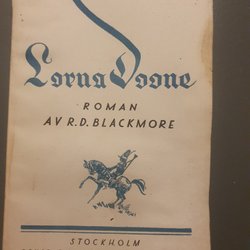 Lorna Doone
ROMAN
AV R.D. BLACKMORE
STOCKHOLM